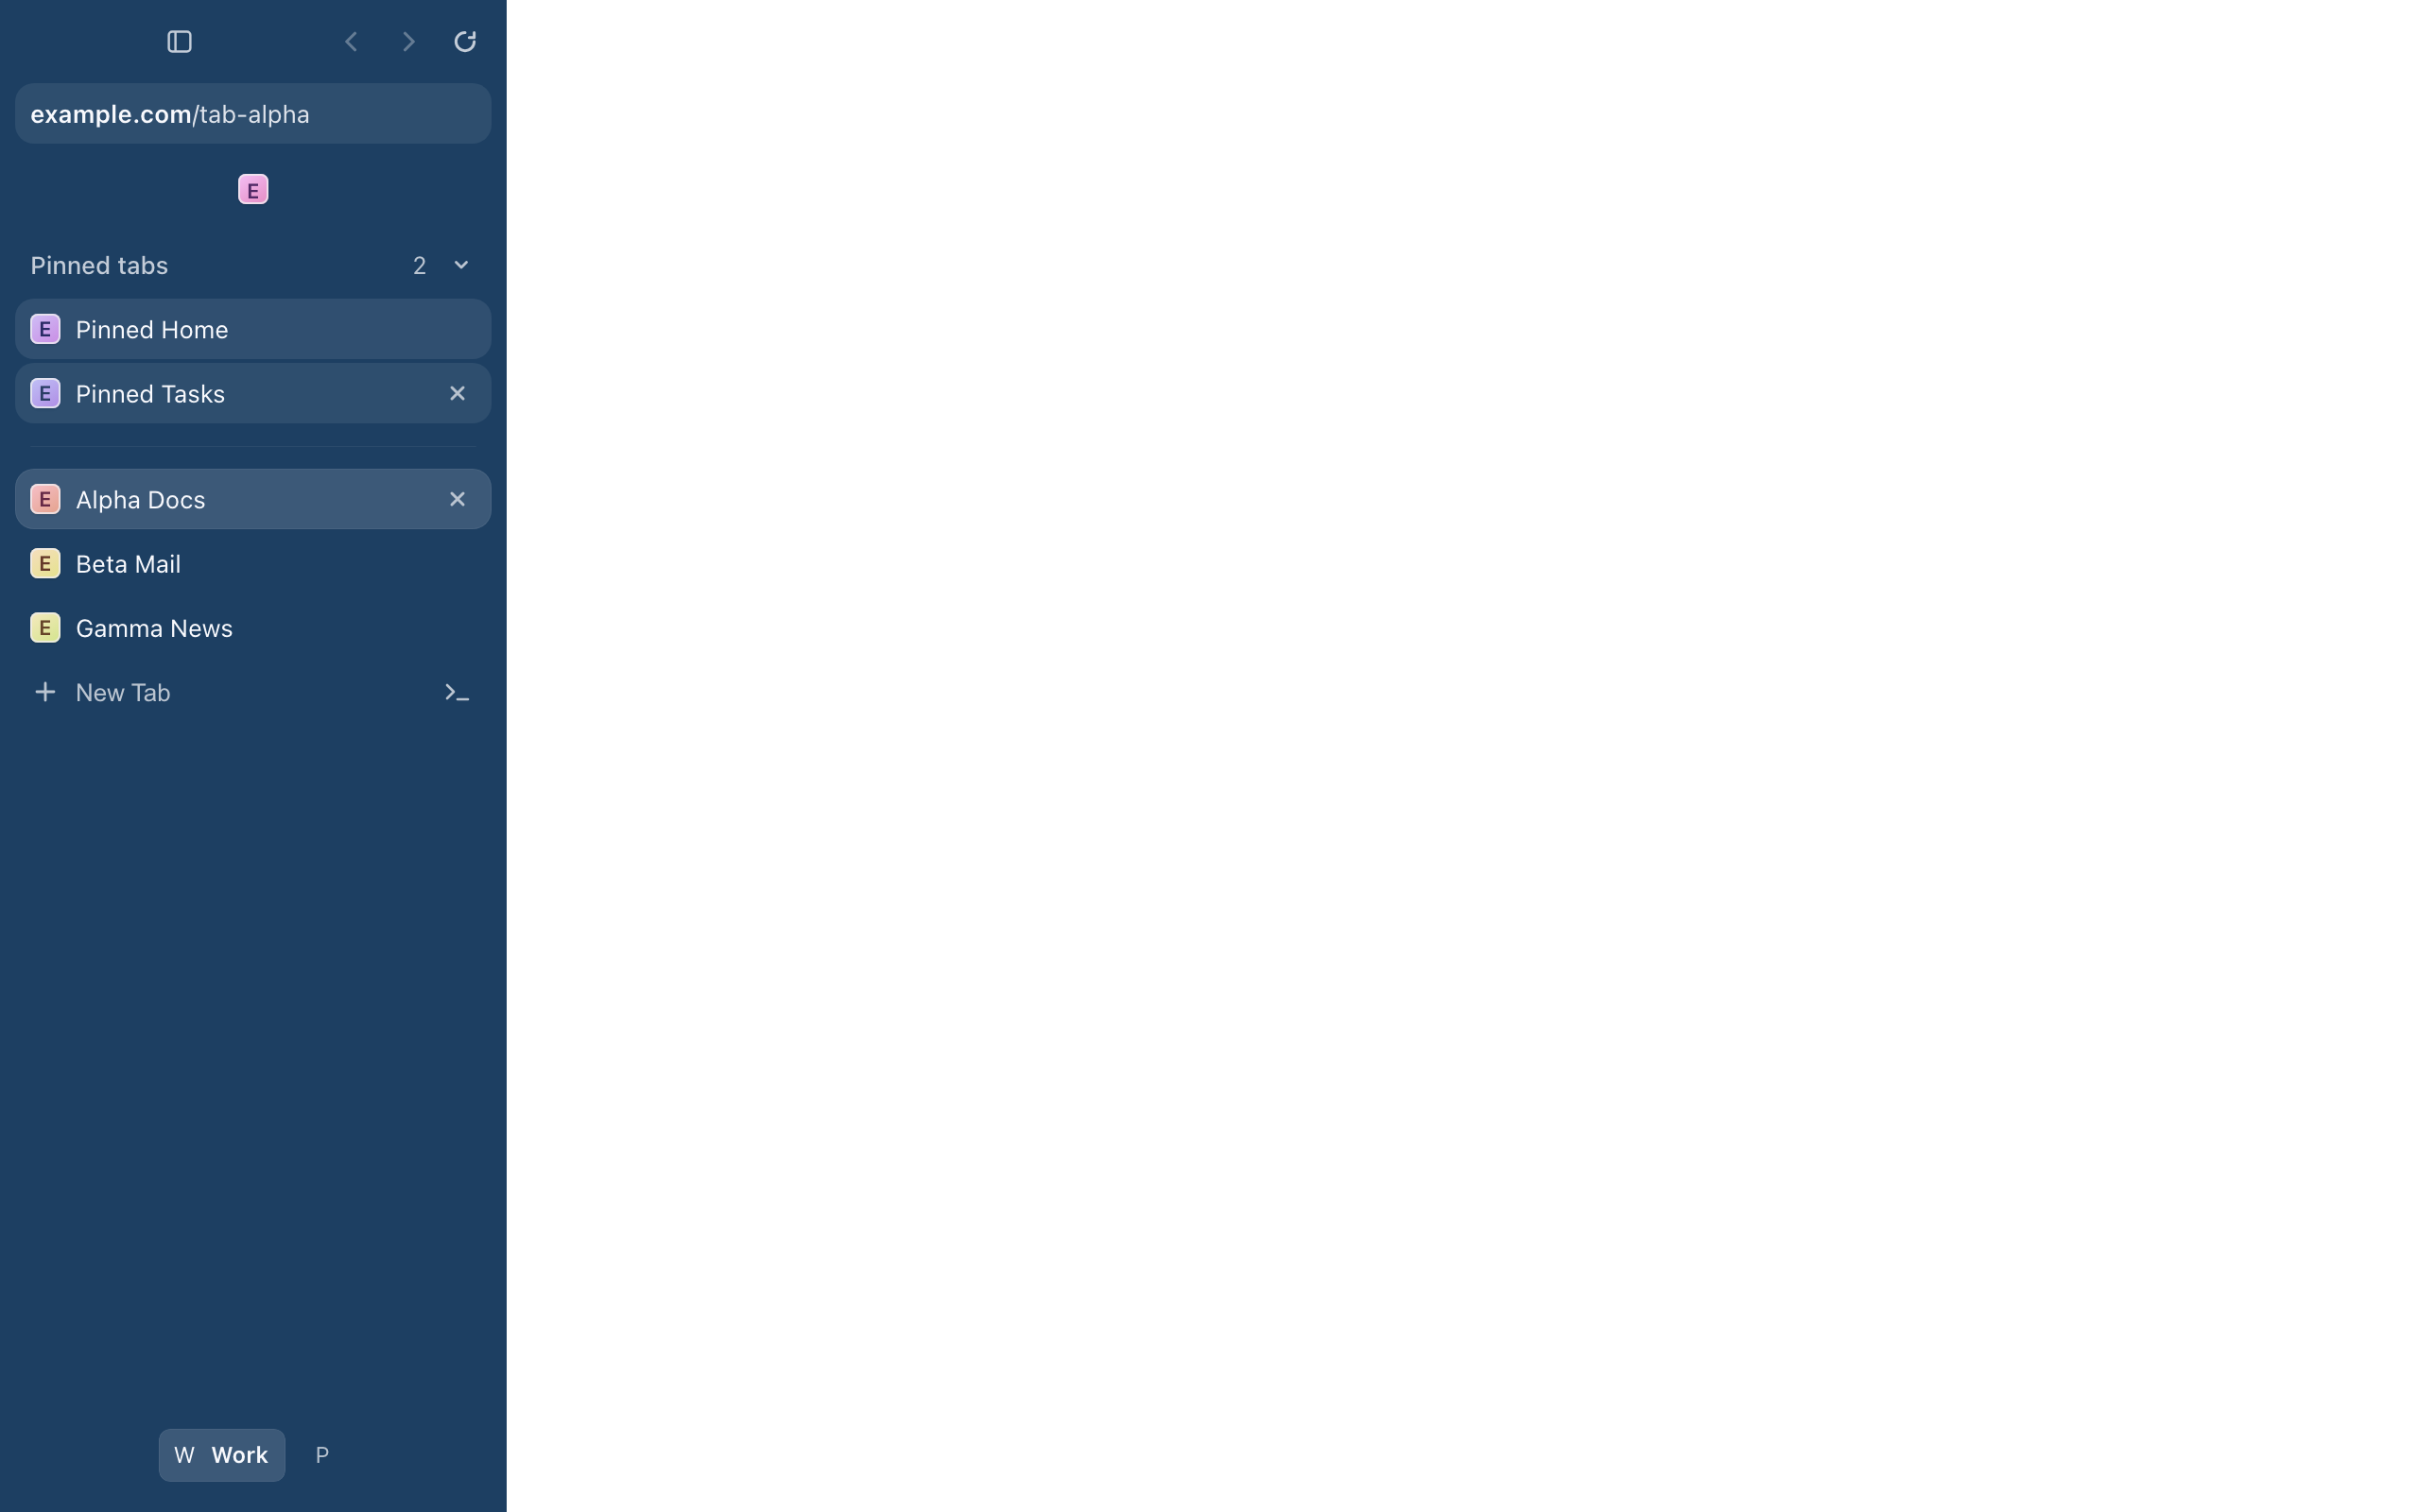 example.com/tab-alpha
E
Pinned tabs 2
E Pinned Home
E Pinned Tasks
E Alpha Docs
E Beta Mail
E Gamma News
New Tab
W Work P